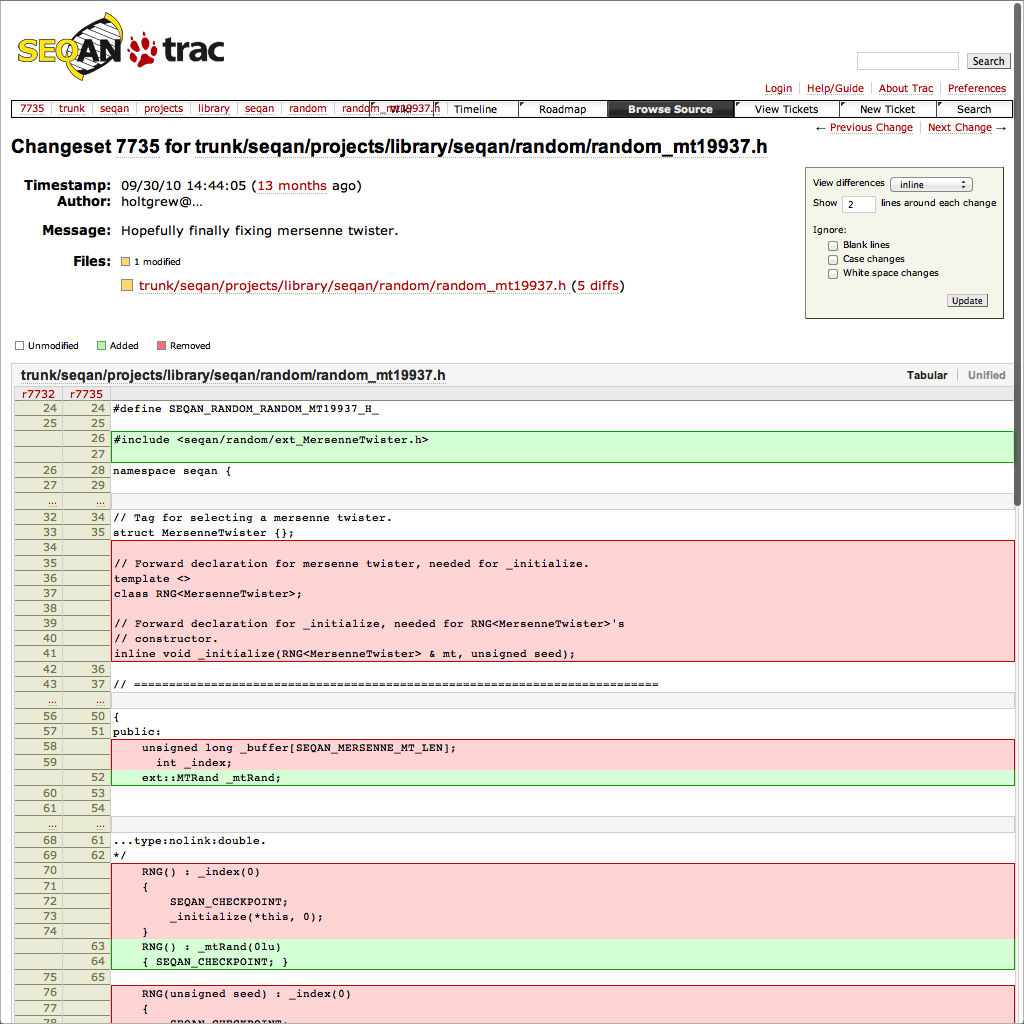 SEQAN trac
Search
Login Help/Guide About Trac Preferences
7735 trunk seqan projects library seqan random random_mt19937.h Timeline Roadmap Browse Source View Tickets New Ticket Search
← Previous Change Next Change →
Changeset 7735 for trunk/seqan/projects/library/seqan/random/random_mt19937.h
Timestamp: 09/30/10 14:44:05 (13 months ago)
Author: holtgrew@...
Message: Hopefully finally fixing mersenne twister.
Files: 1 modified
trunk/seqan/projects/library/seqan/random/random_mt19937.h (5 diffs)
View differences inline
Show 2 lines around each change
Ignore:
Blank lines
Case changes
White space changes
Update
Unmodified Added Removed
trunk/seqan/projects/library/seqan/random/random_mt19937.h Tabular Unified
r7732 r7735
24 24 #define SEQAN_RANDOM_RANDOM_MT19937_H_
25 25
26 #include <seqan/random/ext_MersenneTwister.h>
27
26 28 namespace seqan {
27 29
... ...
32 34 // Tag for selecting a mersenne twister.
33 35 struct MersenneTwister {};
34
35 // Forward declaration for mersenne twister, needed for _initialize.
36 template <>
37 class RNG<MersenneTwister>;
38
39 // Forward declaration for _initialize, needed for RNG<MersenneTwister>'s
40 // constructor.
41 inline void _initialize(RNG<MersenneTwister> & mt, unsigned seed);
42 36
43 37 // ===========================================================================
... ...
56 50 {
57 51 public:
58 unsigned long _buffer[SEQAN_MERSENNE_MT_LEN];
59 int _index;
52 ext::MTRand _mtRand;
60 53
61 54
... ...
68 61 ...type:nolink:double.
69 62 */
70 RNG() : _index(0)
71 {
72 SEQAN_CHECKPOINT;
73 _initialize(*this, 0);
74 }
63 RNG() : _mtRand(0lu)
64 { SEQAN_CHECKPOINT; }
75 65
76 RNG(unsigned seed) : _index(0)
77 {
78 SEQAN_CHECKPOINT;